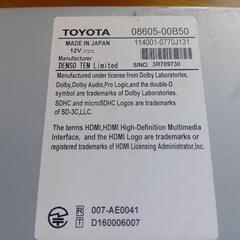 TOYOTA 08605-00B50
MADE IN JAPAN 114001-0770J131
12V
Manufacturer
DENSO TEN Limited S/NO. 3R709730
Manufactured under license from Dolby Laboratories.
Dolby,Dolby Audio,Pro Logic,and the double-D
symbol are trademarks of Dolby Laboratories.
SDHC and microSDHC Logos are trademarks
of SD-3C,LLC.
The terms HDMI,HDMI High-Definition Multimedia
Interface, and the HDMI Logo are trademarks or
registered trademarks of HDMI Licensing Administrator,Inc.
R 007-AE0041
T D160006007